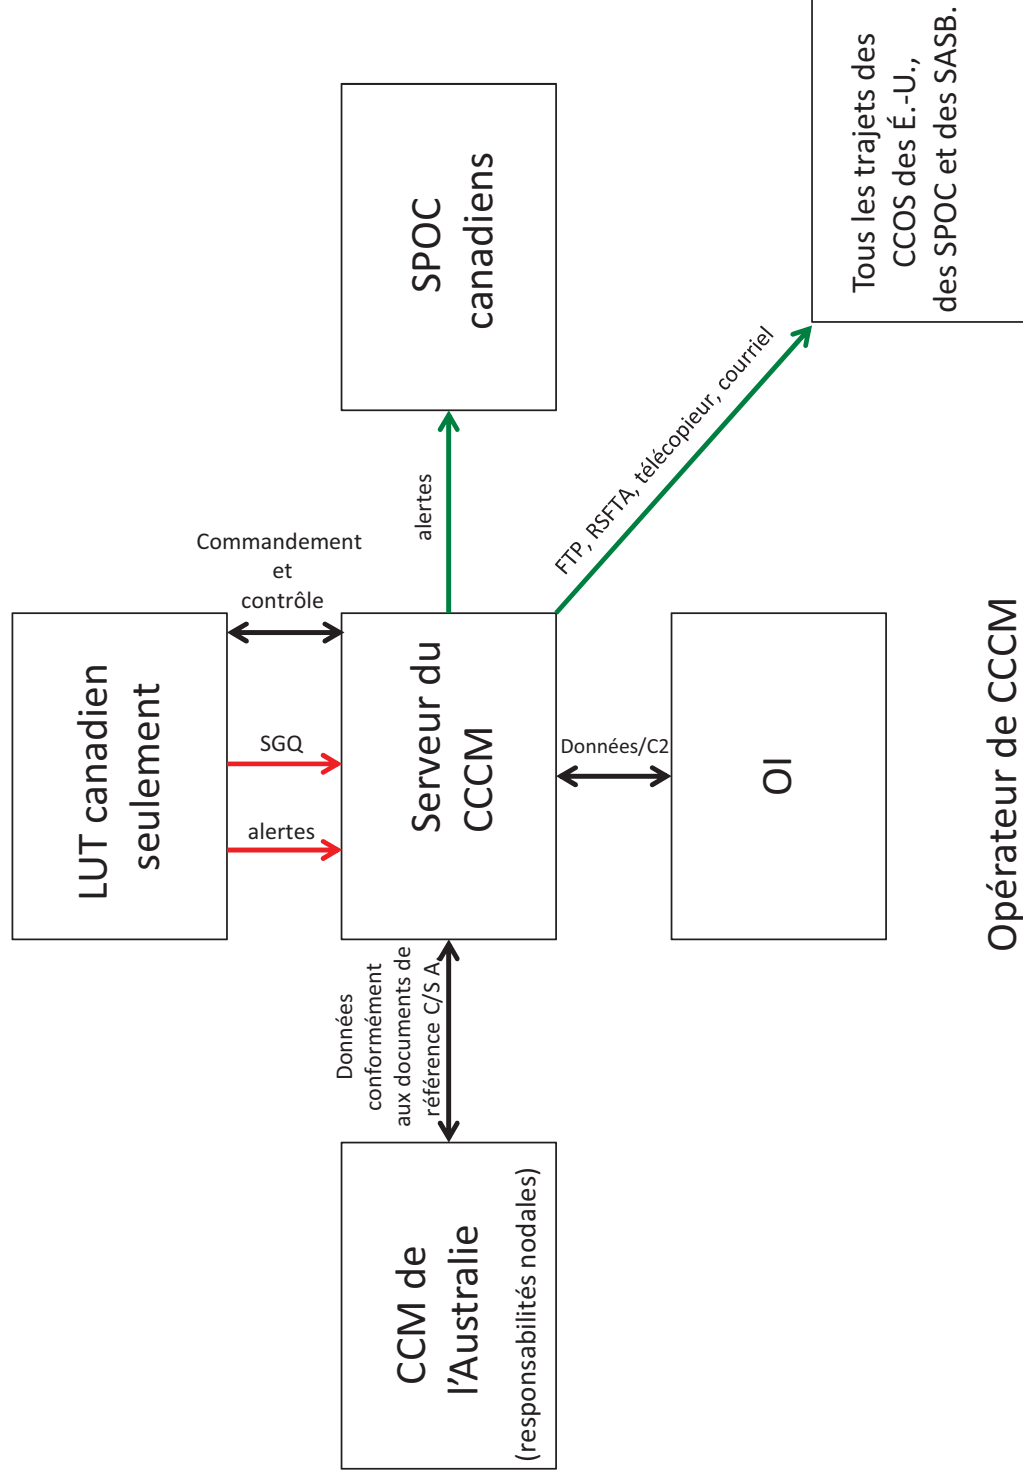 LUT canadien
seulement
alertes
SGQ
Commandement
et
contrôle
CCM de
l'Australie
(responsabilités nodales)
Données
conformément
aux documents de
référence C/S A
Serveur du
CCCM
alertes
SPOC
canadiens
Données/C2
FTP, RSFTA, télécopieur, courriel
OI
Tous les trajets des
CCOS des É.-U.,
des SPOC et des SASB.
Opérateur de CCCM